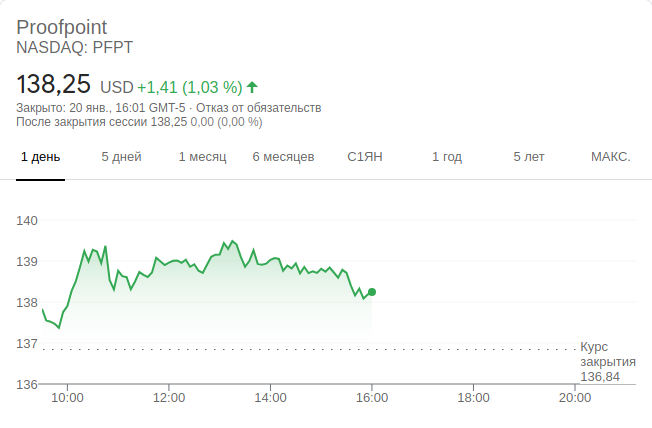 Proofpoint
NASDAQ: PFPT
138,25 USD +1,41 (1,03 %)
Закрыто: 20 янв., 16:01 GMT-5 · Отказ от обязательств
После закрытия сессии 138,25 0,00 (0,00 %)
1 день 5 дней 1 месяц 6 месяцев С1ЯН 1 год 5 лет МАКС.
140
139
138
137
Курс
закрытия
136,84
136
10:00 12:00 14:00 16:00 18:00 20:00